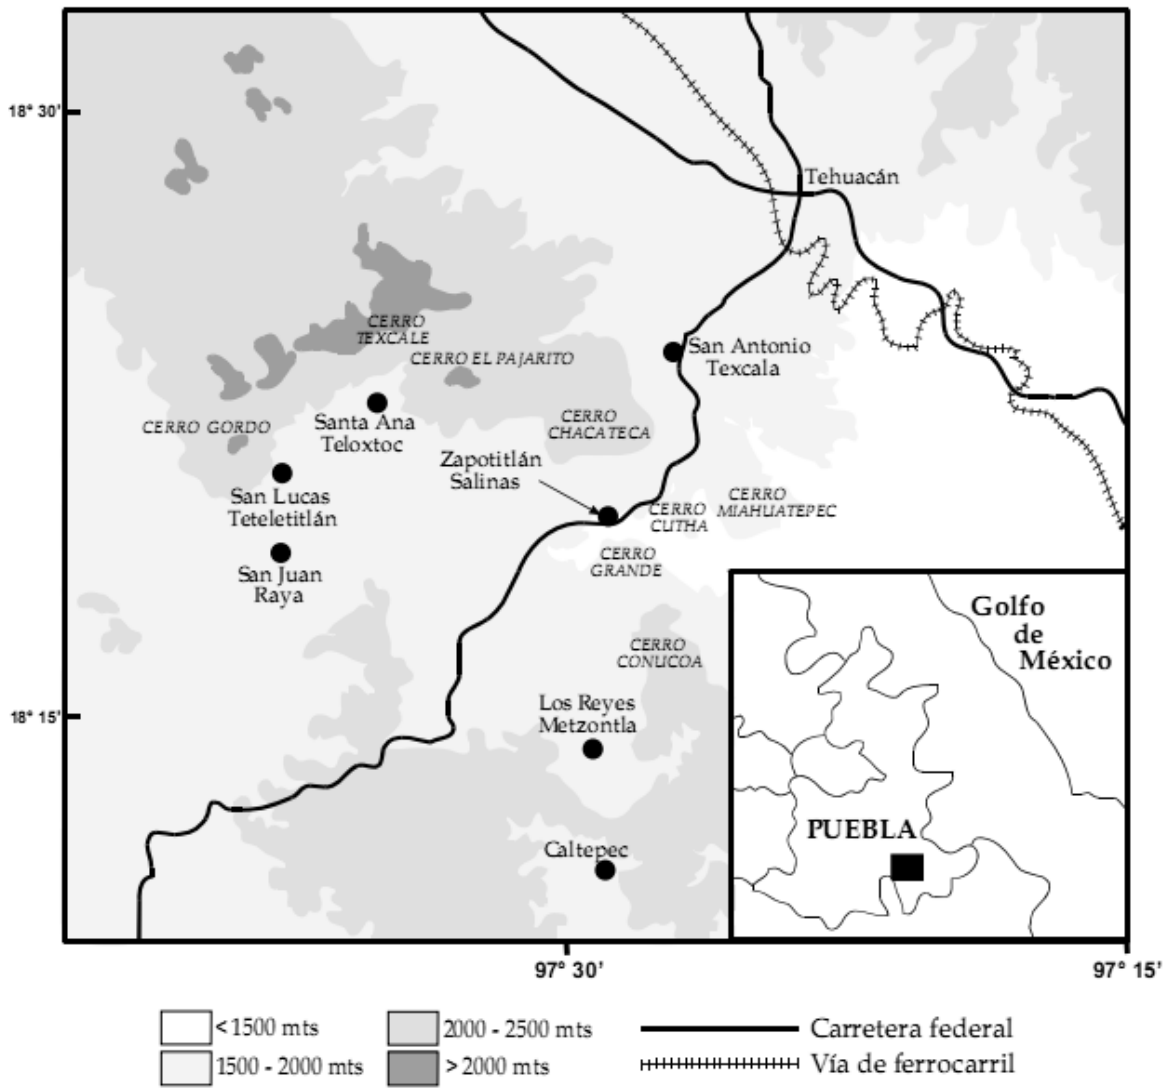 18° 30'
Tehuacán
CERRO
TEXCALE
CERRO EL PAJARITO
San Antonio
Texcala
CERRO GORDO
Santa Ana
Teloxtoc
CERRO
CHACATECA
Zapotitlán
Salinas
San Lucas
Teteletitlán
CERRO
CUTHA
CERRO
MIAHUATEPEC
San Juan
Raya
CERRO
GRANDE
CERRO
CONUCOA
18° 15'
Los Reyes
Metzontla
Caltepec
Golfo
de
México
PUEBLA
97° 30'
97° 15'
<1500 mts
2000 - 2500 mts
Carretera federal
1500 - 2000 mts
>2000 mts
Vía de ferrocarril